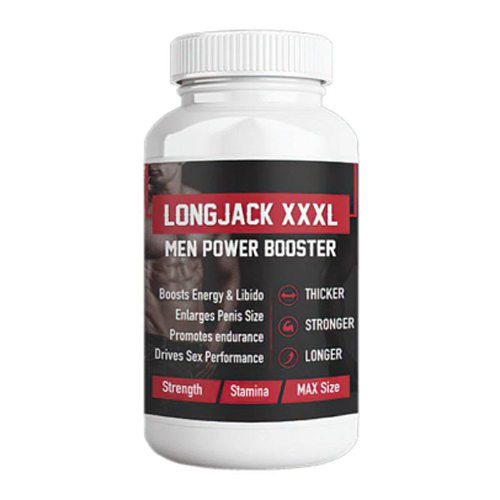 LONGJACK XXXL
MEN POWER BOOSTER
Boosts Energy & Libido
Enlarges Penis Size
Promotes endurance
Drives Sex Performance
THICKER
STRONGER
LONGER
Strength / Stamina / MAX Size